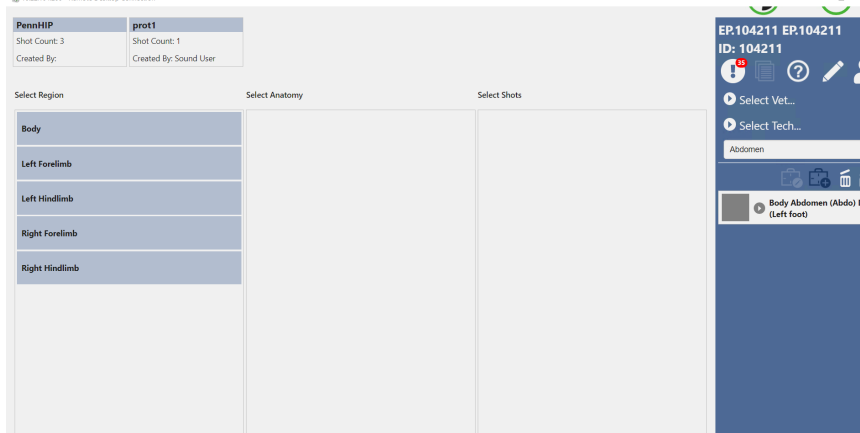 PennHIP
Shot Count: 3
Created By:
prot1
Shot Count: 1
Created By: Sound User
Select Region
Select Anatomy
Select Shots
Body
Left Forelimb
Left Hindlimb
Right Forelimb
Right Hindlimb
EP.104211 EP.104211
ID: 104211
35
Select Vet...
Select Tech...
Abdomen
Body Abdomen (Abdo)
(Left foot)